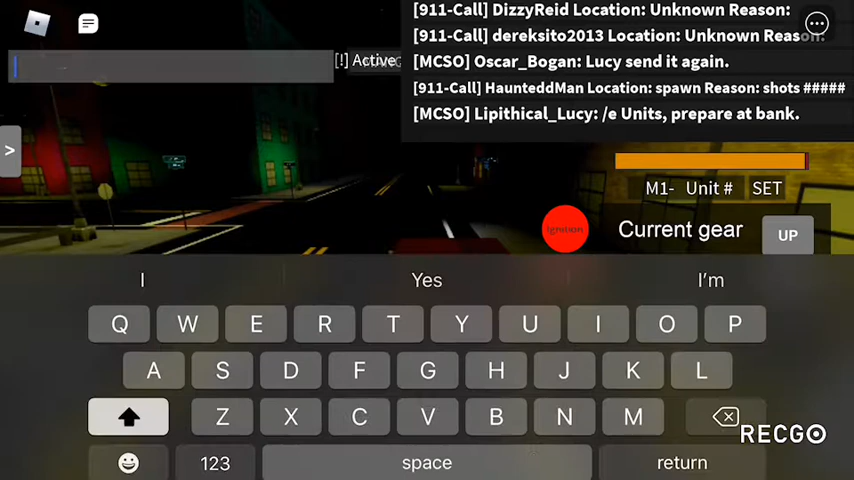 [911-Call] DizzyReid Location: Unknown Reason:
[911-Call] dereksito2013 Location: Unknown Reason:
[!] Active
[MCSO] Oscar_Bogan: Lucy send it again.
[911-Call] HaunteddMan Location: spawn Reason: shots #####
[MCSO] Lipithical_Lucy: /e Units, prepare at bank.
>
M1- Unit # SET
ignition
Current gear
UP
I Yes I'm
Q W E R T Y U I O P
A S D F G H J K L
Z X C V B N M
RECGO
123 space return